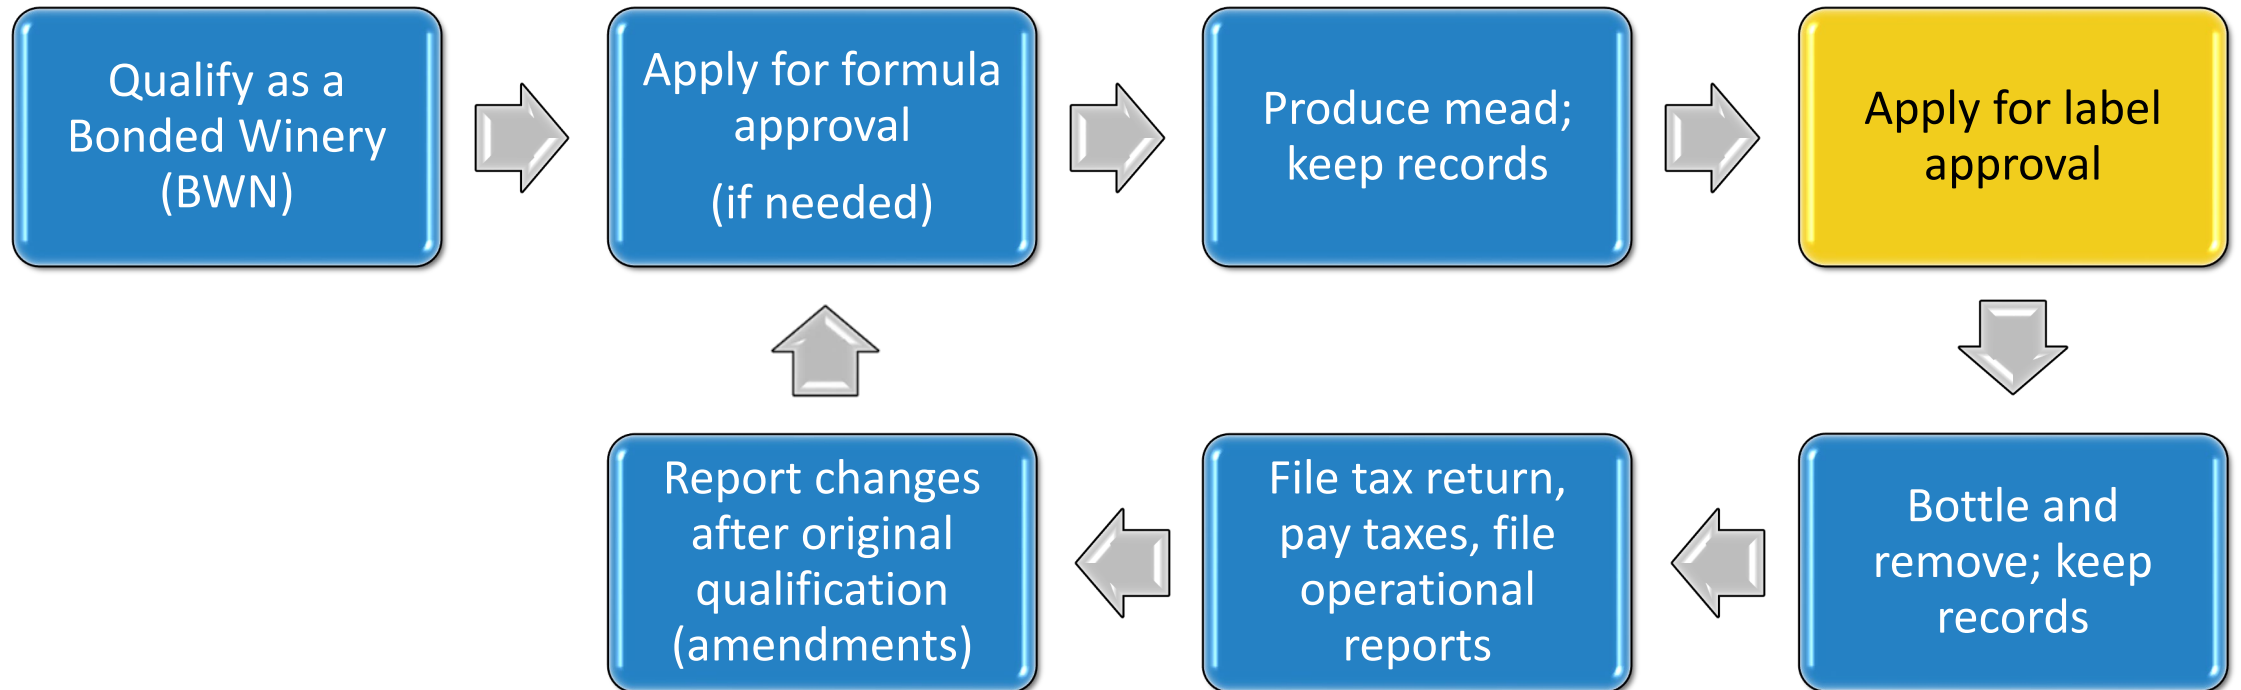 Qualify as a
Bonded Winery
(BWN)
Apply for formula
approval
(if needed)
Produce mead;
keep records
Apply for label
approval
Bottle and
remove; keep
records
File tax return,
pay taxes, file
operational
reports
Report changes
after original
qualification
(amendments)